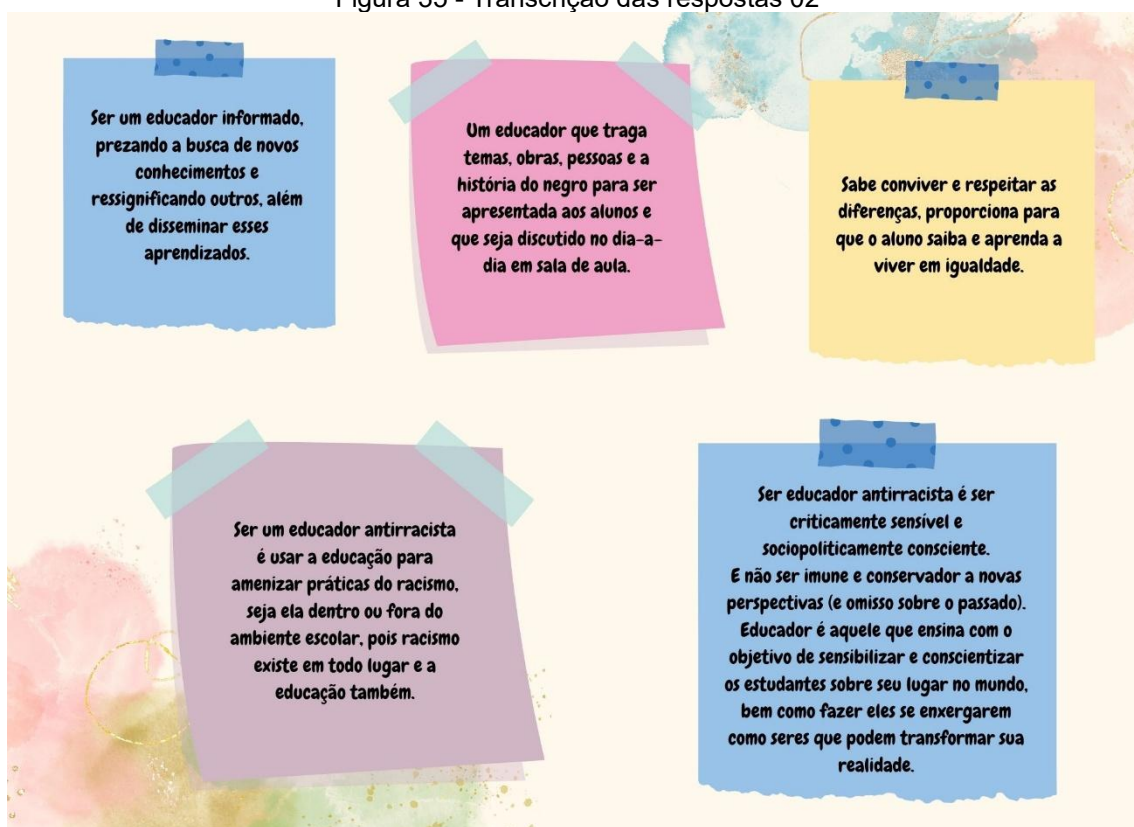 Figura 35 - Transcrição das respostas 02
Ser um educador informado,
prezando a busca de novos
conhecimentos e
ressignificando outros, além
de disseminar esses
aprendizados.
Um educador que traga
temas, obras, pessoas e a
história do negro para ser
apresentada aos alunos e
que seja discutido no dia-a-
dia em sala de aula.
Sabe conviver e respeitar as
diferenças, proporciona para
que o aluno saiba e aprenda a
viver em igualdade.
Ser um educador antirracista
é usar a educação para
amenizar práticas do racismo,
seja ela dentro ou fora do
ambiente escolar, pois racismo
existe em todo lugar e a
educação também.
Ser educador antirracista é ser
criticamente sensível e
sociopoliticamente consciente.
E não ser imune e conservador a novas
perspectivas (e omisso sobre o passado).
Educador é aquele que ensina com o
objetivo de sensibilizar e conscientizar
os estudantes sobre seu lugar no mundo,
bem como fazer eles se enxergarem
como seres que podem transformar sua
realidade.